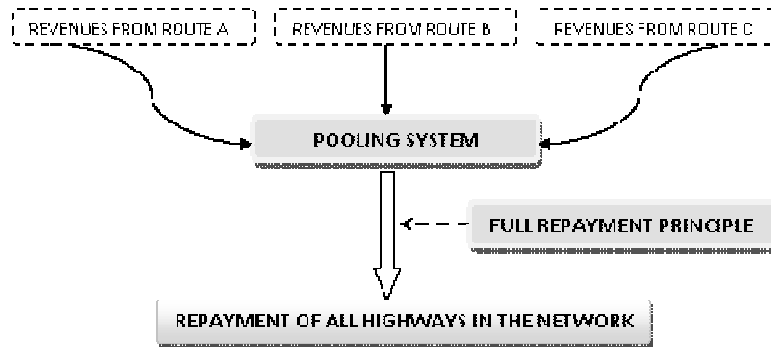 REVENUES FROM ROUTE A
REVENUES FROM ROUTE B
REVENUES FROM ROUTE C
POOLING SYSTEM
FULL REPAYMENT PRINCIPLE
REPAYMENT OF ALL HIGHWAYS IN THE NETWORK